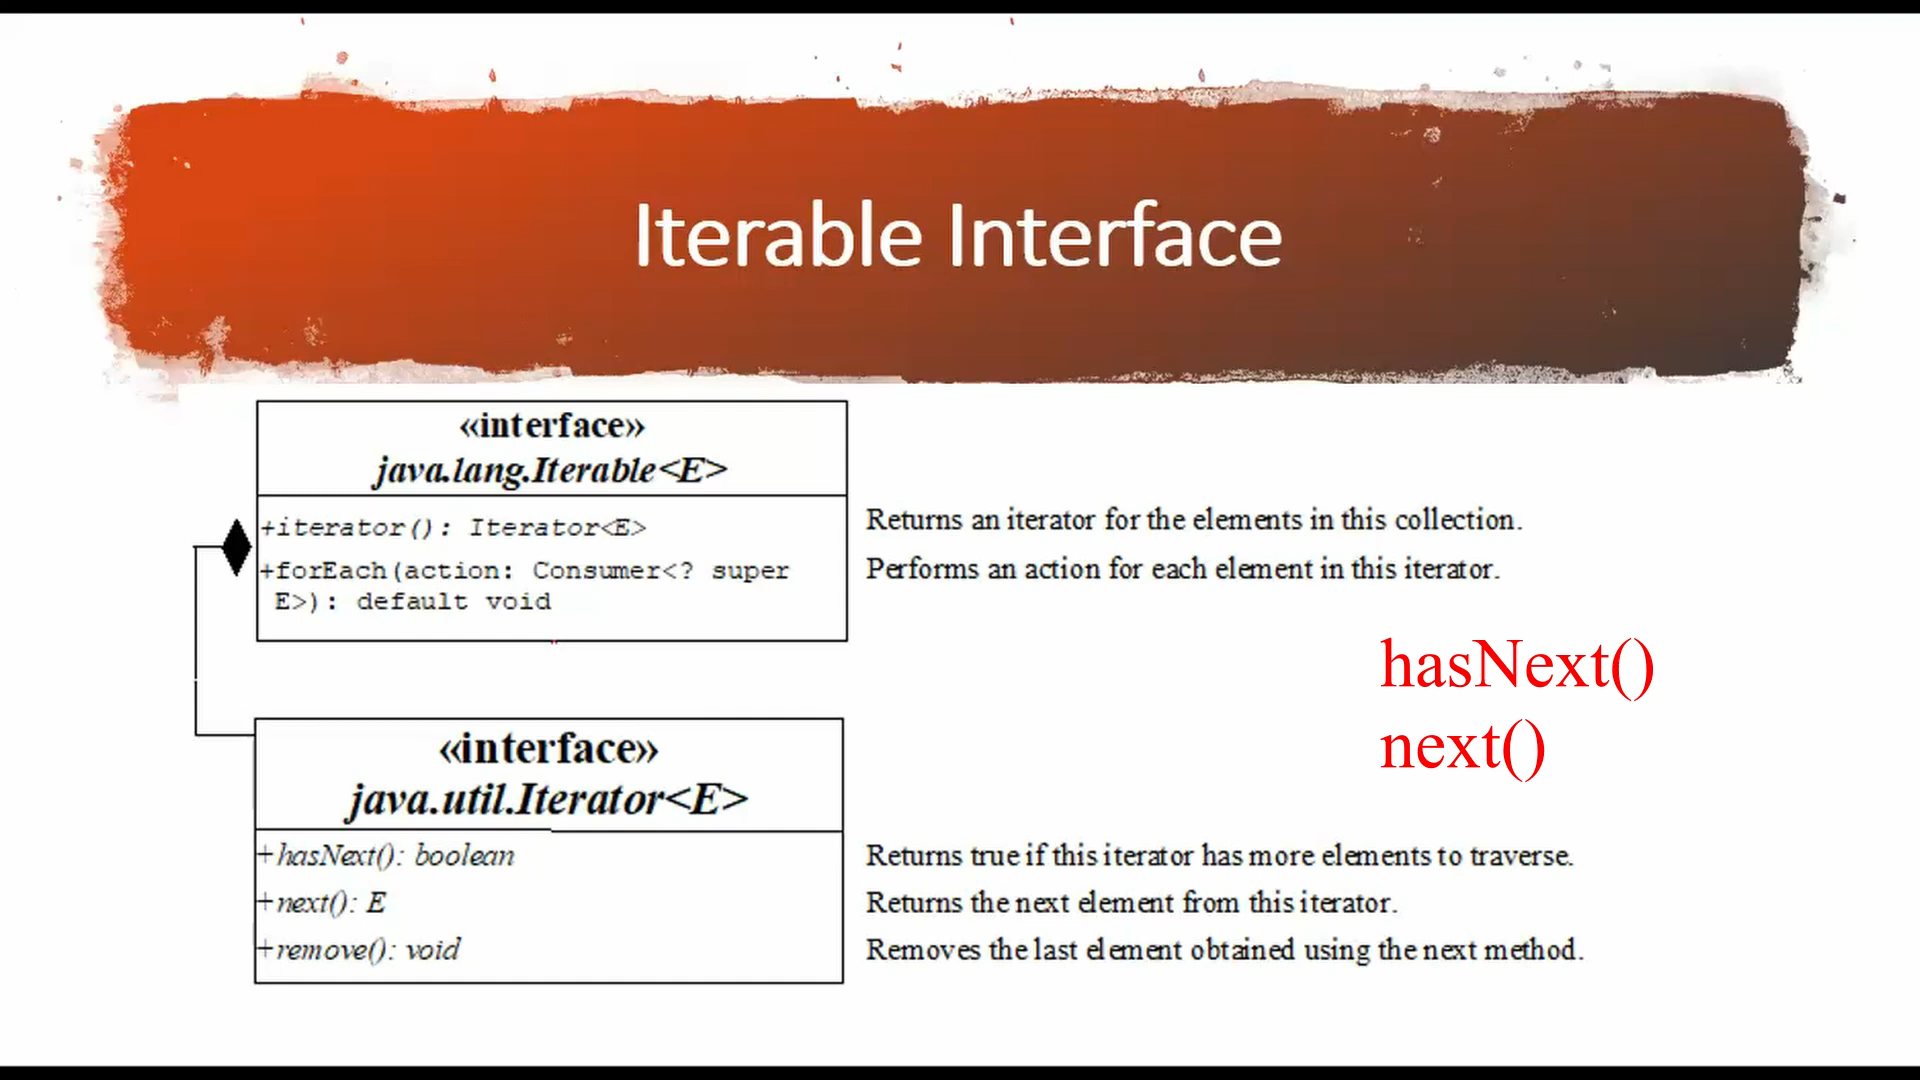 Iterable Interface
«interface»
java.lang.Iterable<E>
+iterator(): Iterator<E>
Returns an iterator for the elements in this collection.
+forEach(action: Consumer<? super
E>): default void
Performs an action for each element in this iterator.
hasNext()
next()
«interface»
java.util.Iterator<E>
+hasNext(): boolean
Returns true if this iterator has more elements to traverse.
+next(): E
Returns the next element from this iterator.
+remove(): void
Removes the last element obtained using the next method.